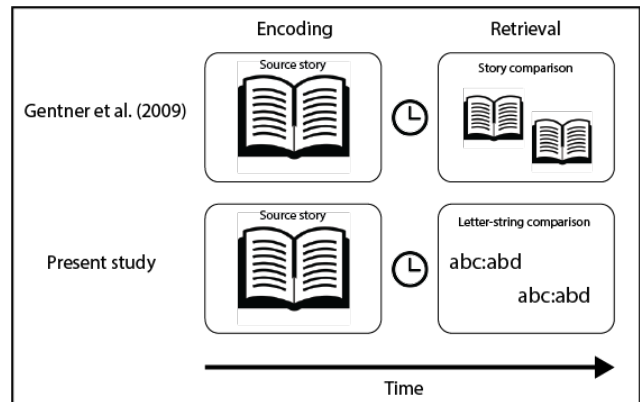 Encoding
Retrieval
Gentner et al. (2009)
Source story
Story comparison
Present study
Source story
Letter-string comparison
abc:abd
abc:abd
Time